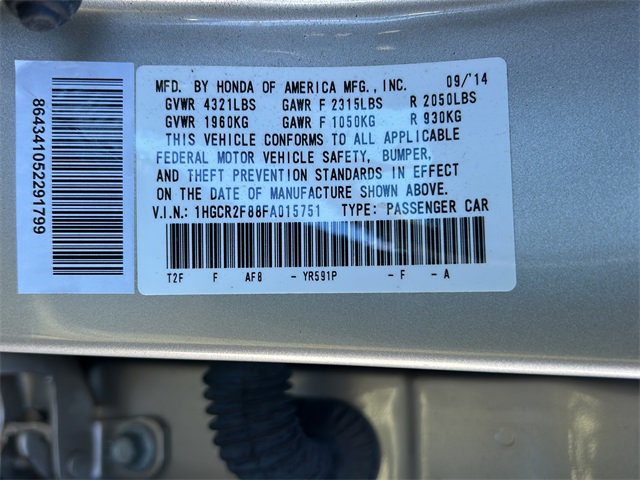 864341052291799
MFD. BY HONDA OF AMERICA MFG., INC. 09/'14
GVWR 4321LBS GAWR F 2315LBS R 2050LBS
GVWR 1960KG GAWR F 1050KG R 930KG
THIS VEHICLE CONFORMS TO ALL APPLICABLE
FEDERAL MOTOR VEHICLE SAFETY, BUMPER,
AND THEFT PREVENTION STANDARDS IN EFFECT
ON THE DATE OF MANUFACTURE SHOWN ABOVE.
V.I.N.: 1HGCR2F88FA015751 TYPE: PASSENGER CAR
T2F F AF8 - YR591P - F - A